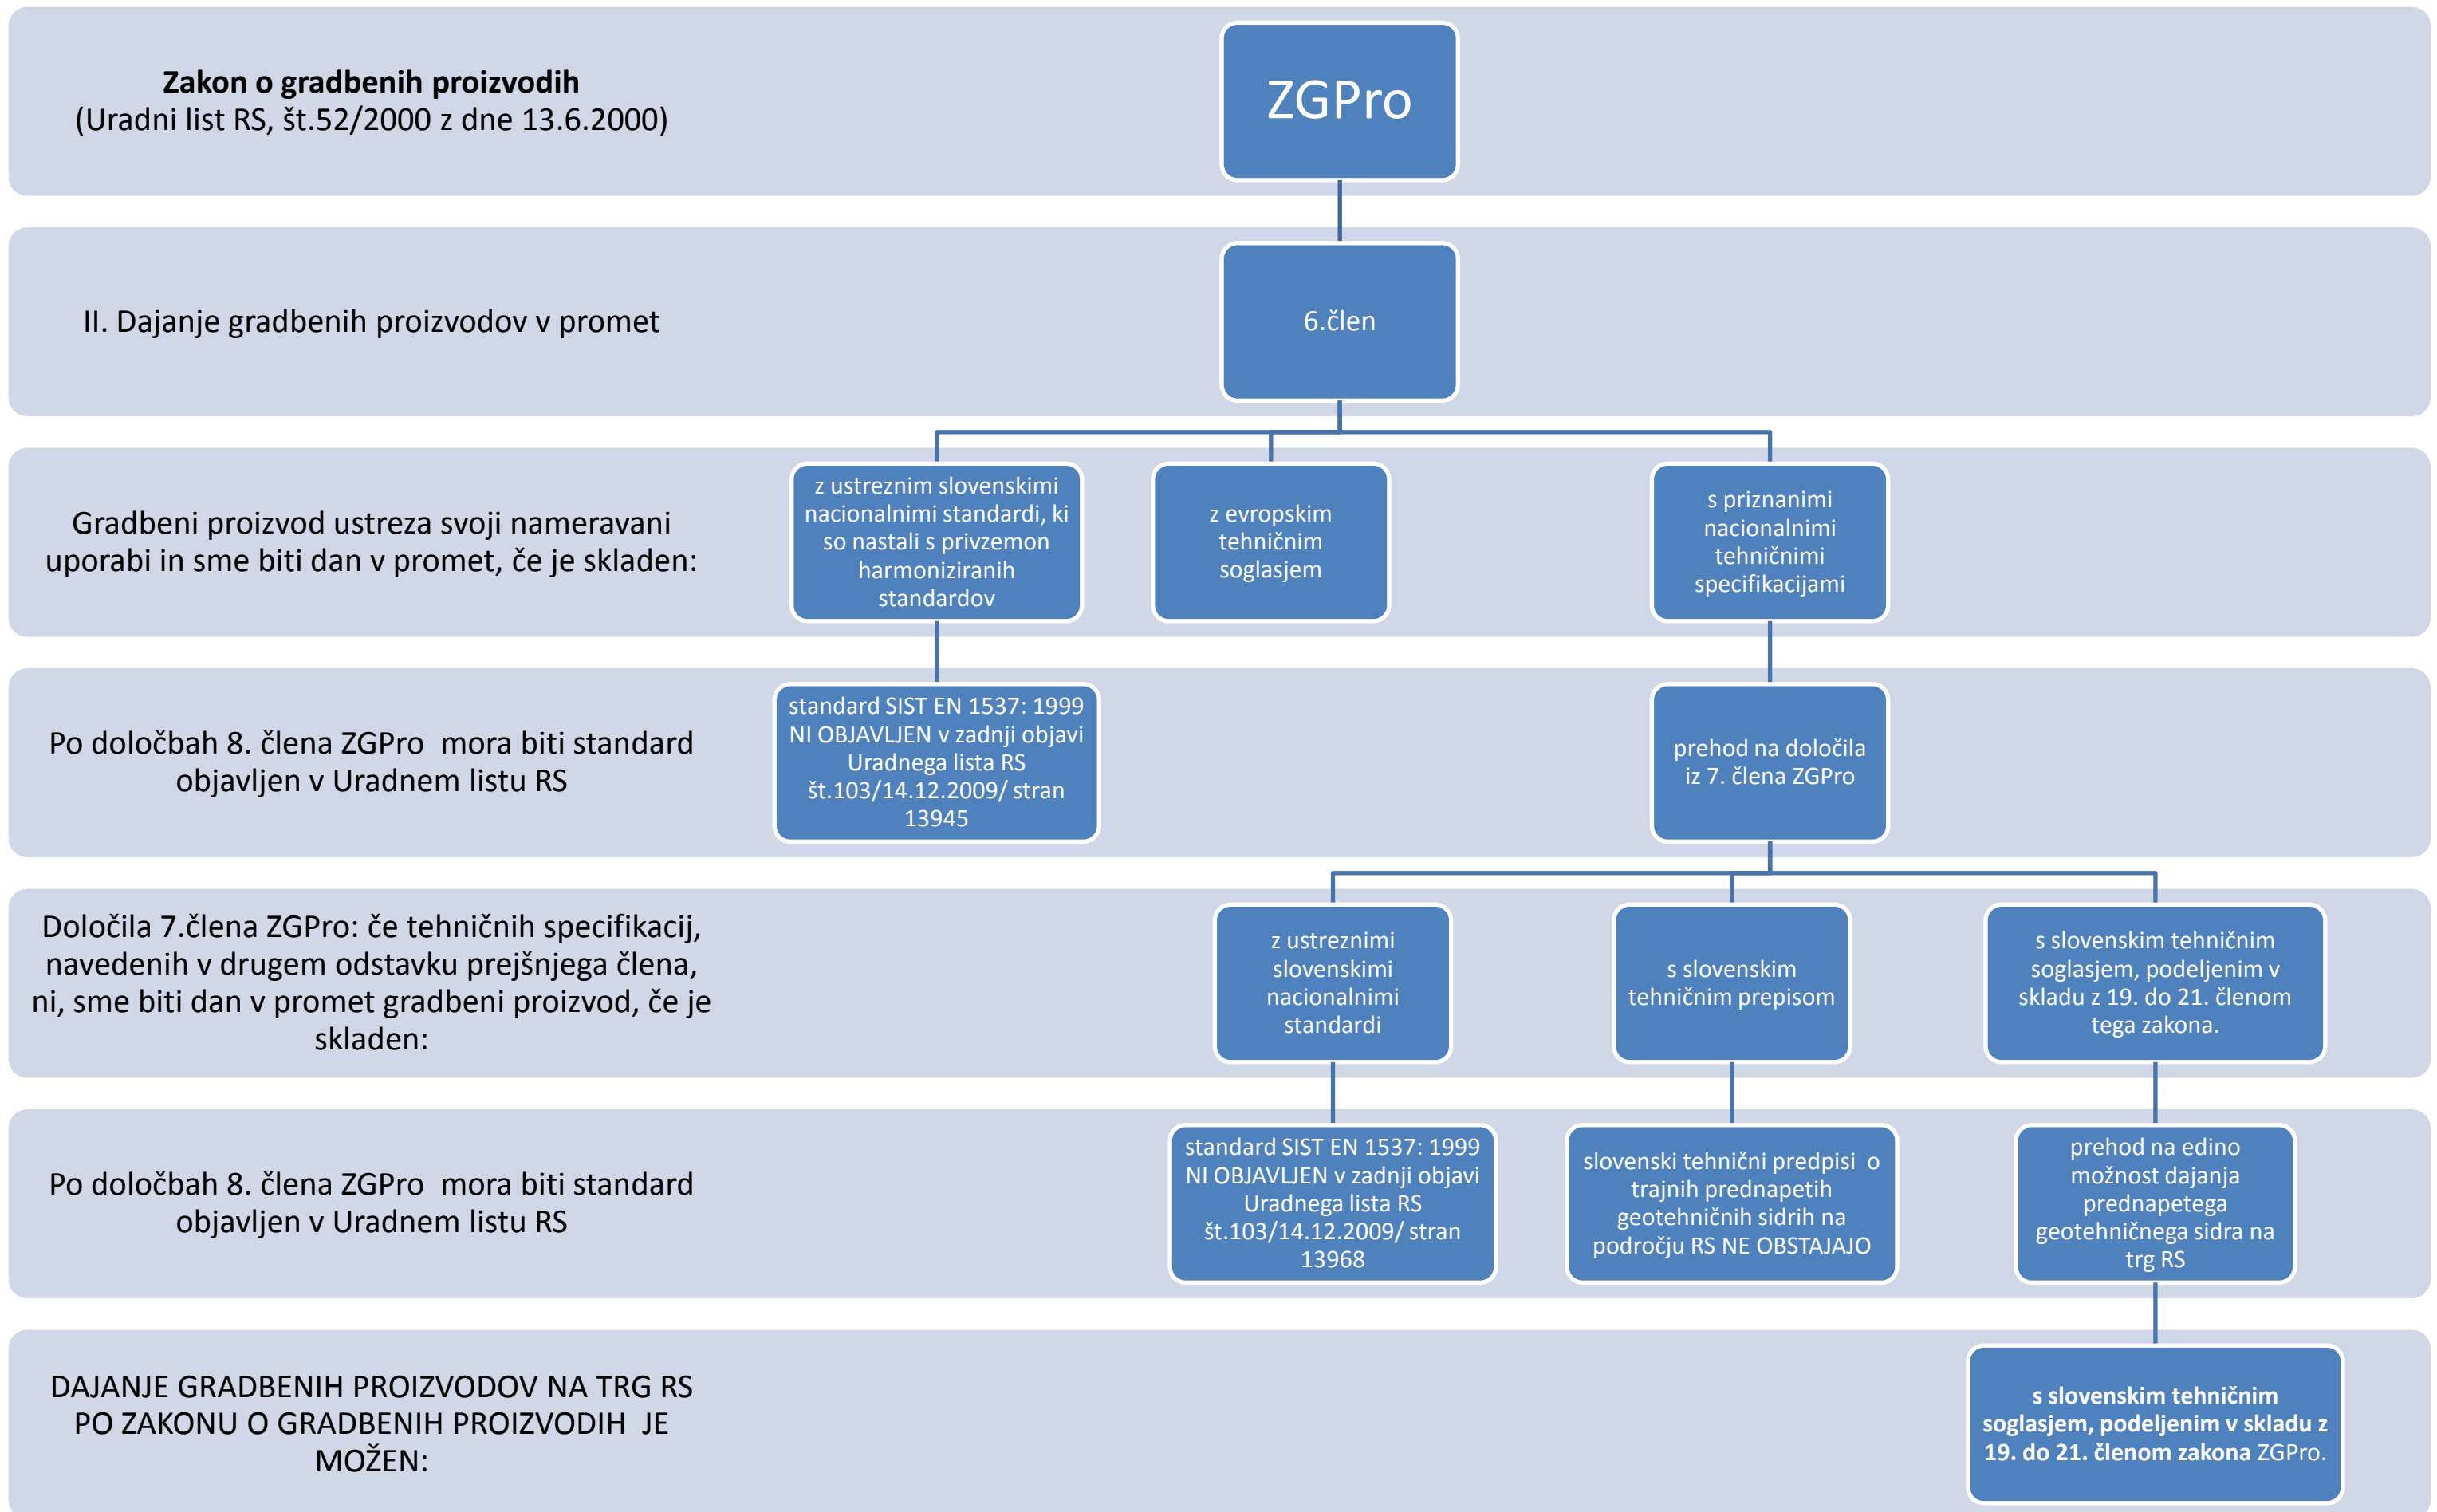 Zakon o gradbenih proizvodih
(Uradni list RS, št.52/2000 z dne 13.6.2000)
ZGPro
II. Dajanje gradbenih proizvodov v promet
6.člen
Gradbeni proizvod ustreza svoji nameravani
uporabi in sme biti dan v promet, če je skladen:
z ustreznim slovenskimi
nacionalnimi standardi, ki
so nastali s privzemon
harmoniziranih
standardov
z evropskim
tehničnim
soglasjem
s priznanimi
nacionalnimi
tehničnimi
specifikacijami
Po določbah 8. člena ZGPro  mora biti standard
objavljen v Uradnem listu RS
standard SIST EN 1537: 1999
NI OBJAVLJEN v zadnji objavi
Uradnega lista RS
št.103/14.12.2009/ stran
13945
prehod na določila
iz 7. člena ZGPro
Določila 7.člena ZGPro: če tehničnih specifikacij,
navedenih v drugem odstavku prejšnjega člena,
ni, sme biti dan v promet gradbeni proizvod, če je
skladen:
z ustreznimi
slovenskimi
nacionalnimi
standardi
s slovenskim
tehničnim prepisom
s slovenskim tehničnim
soglasjem, podeljenim v
skladu z 19. do 21. členom
tega zakona.
Po določbah 8. člena ZGPro  mora biti standard
objavljen v Uradnem listu RS
standard SIST EN 1537: 1999
NI OBJAVLJEN v zadnji objavi
Uradnega lista RS
št.103/14.12.2009/ stran
13968
slovenski tehnični predpisi  o
trajnih prednapetih
geotehničnih sidrih na
področju RS NE OBSTAJAJO
prehod na edino
možnost dajanja
prednapetega
geotehničnega sidra na
trg RS
DAJANJE GRADBENIH PROIZVODOV NA TRG RS
PO ZAKONU O GRADBENIH PROIZVODIH  JE
MOŽEN:
s slovenskim tehničnim
soglasjem, podeljenim v skladu z
19. do 21. členom zakona ZGPro.